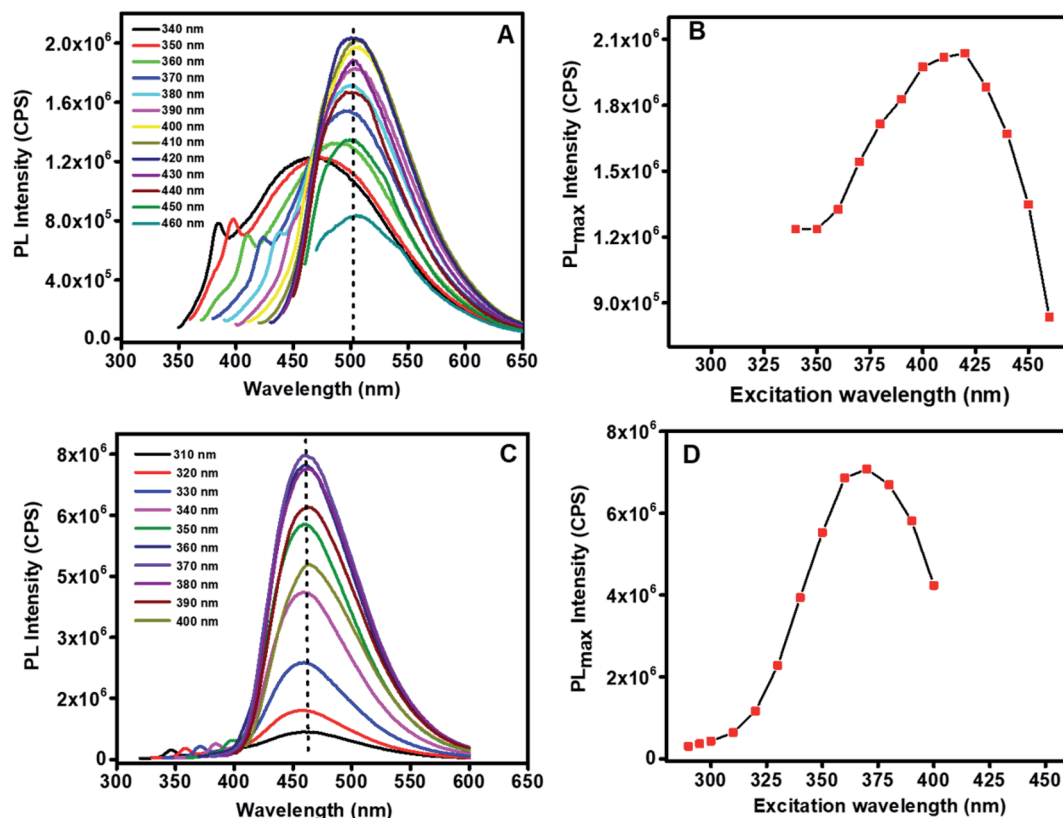 A
340 nm
350 nm
360 nm
370 nm
380 nm
390 nm
400 nm
410 nm
420 nm
430 nm
440 nm
450 nm
460 nm
PL Intensity (CPS)
2.0x10⁶
1.6x10⁶
1.2x10⁶
8.0x10⁵
4.0x10⁵
0.0
300 350 400 450 500 550 600 650
Wavelength (nm)
B
PLmax Intensity (CPS)
2.1x10⁶
1.8x10⁶
1.5x10⁶
1.2x10⁶
9.0x10⁵
300 325 350 375 400 425 450
Excitation wavelength (nm)
C
310 nm
320 nm
330 nm
340 nm
350 nm
360 nm
370 nm
380 nm
390 nm
400 nm
PL Intensity (CPS)
8x10⁶
6x10⁶
5x10⁶
3x10⁶
2x10⁶
0
300 400 500 600
Wavelength (nm)
D
PLmax Intensity (CPS)
8x10⁶
6x10⁶
4x10⁶
2x10⁶
0
300 325 350 375 400 425 450
Excitation wavelength (nm)